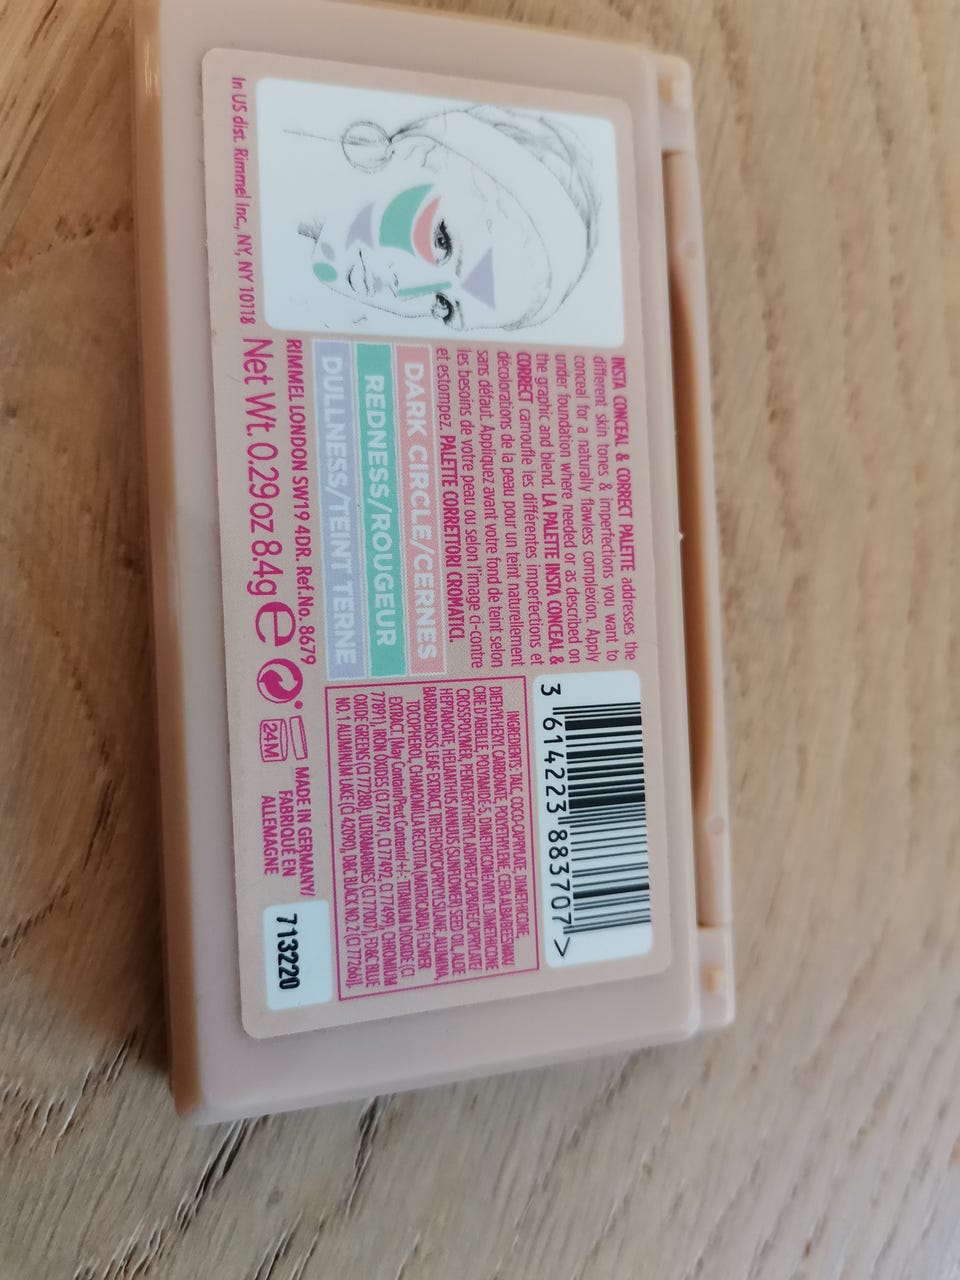 INSTA CONCEAL & CORRECT PALETTE addresses the
different skin tones & imperfections you want to
conceal for a naturally flawless complexion. Apply
under foundation where needed or as described on
the graphic and blend. LA PALETTE INSTA CONCEAL &
CORRECT camoufle les différentes imperfections et
décolorations de la peau pour un teint naturellement
sans défaut. Appliquez avant votre fond de teint selon
les besoins de votre peau ou selon l'image ci-contre
et estompez. PALETTE CORRETTORI CROMATICI.
DARK CIRCLE/CERNES
REDNESS/ROUGEUR
DULLNESS/TEINT TERNE
RIMMEL LONDON SW19 4DR. Ref.No. 8679
Net Wt. 0.29oz 8.4g e
In US dist. Rimmel Inc., NY, NY 10118
3 614223 883707 >
INGREDIENTS: TALC, COCO-CAPRYLATE, DIMETHICONE,
DIETHYLHEXYL CARBONATE, POLYETHYLENE, CERA ALBA/BEESWAX/
CIRE D'ABEILLE, POLYAMIDE-5, DIMETHICONE/VINYL DIMETHICONE
CROSSPOLYMER, PENTAERYTHRITYL ADIPATE/CAPRATE/CAPRYLATE/
HEPTANOATE, HELIANTHUS ANNUUS (SUNFLOWER) SEED OIL, ALOE
BARBADENSIS LEAF EXTRACT, TRIETHOXYCAPRYLYLSILANE, ALUMINA,
TOCOPHEROL, CHAMOMILLA RECUTITA (MATRICARIA) FLOWER
EXTRACT, [May Contain/Peut Contenir/+/-: TITANIUM DIOXIDE (CI
77891), IRON OXIDES (CI 77491, CI 77492, CI 77499), CHROMIUM
OXIDE GREENS (CI 77288), ULTRAMARINES (CI 77007), FD&C BLUE
NO. 1 ALUMINUM LAKE (CI 42090), D&C BLACK NO. 2 (CI 77266)].
24M
MADE IN GERMANY/
FABRIQUÉ EN
ALLEMAGNE
713220